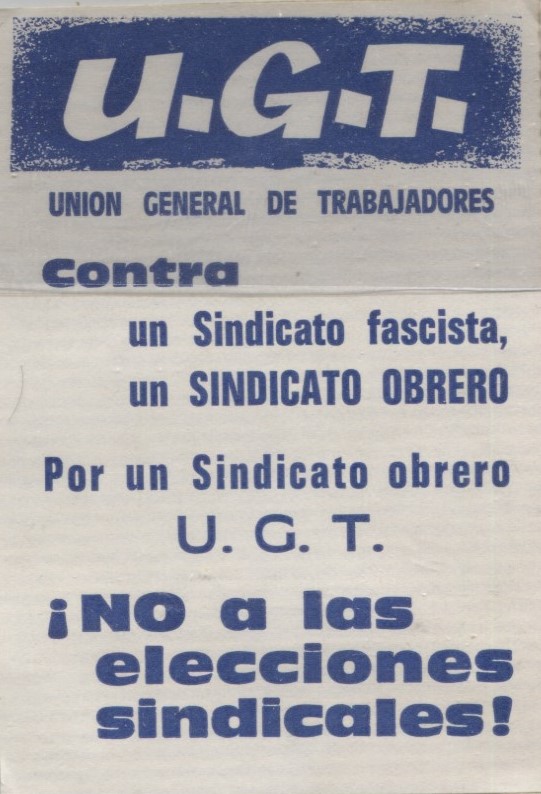 U.G.T.
UNION GENERAL DE TRABAJADORES
Contra
un Sindicato fascista,
un SINDICATO OBRERO
Por un Sindicato obrero
U. G. T.
¡NO a las
elecciones
sindicales!